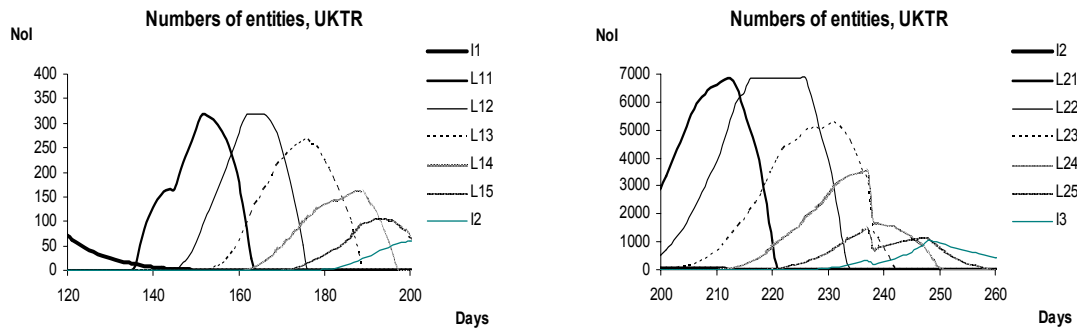 Numbers of entities, UKTR
NoI
400
350
300
250
200
150
100
50
0
120
140
160
180
200
Days
I1
L11
L12
L13
L14
L15
I2
Numbers of entities, UKTR
NoI
7000
6000
5000
4000
3000
2000
1000
0
200
210
220
230
240
250
260
Days
I2
L21
L22
L23
L24
L25
I3